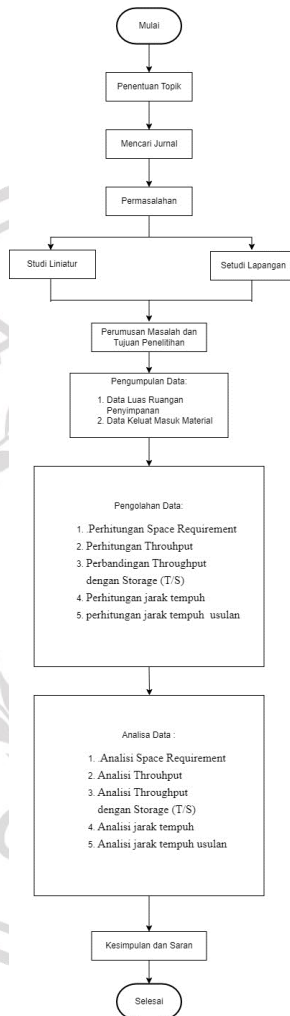 Mulai
Penentuan Topik
Mencari Jurnal
Permasalahan
Studi Liniatur
Setudi Lapangan
Perumusan Masalah dan
Tujuan Penelitihan
Pengumpulan Data:
1. Data Luas Ruangan
Penyimpanan
2. Data Keluat Masuk Material
Pengolahan Data:
1. .Perhitungan Space Requirement
2. Perhitungan Throuhput
3. Perbandingan Throughput
dengan Storage (T/S)
4. Perhitungan jarak tempuh
5. perhitungan jarak tempuh usulan
Analisa Data :
1. .Analisi Space Requirement
2. Analisi Throuhput
3. Analisi Throughput
dengan Storage (T/S)
4. Analisi jarak tempuh
5. Analisi jarak tempuh usulan
Kesimpulan dan Saran
Selesai